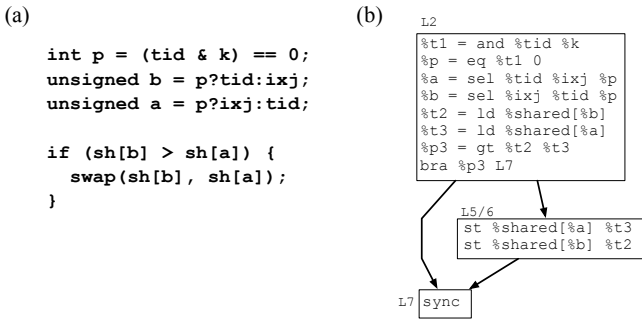 (a)
int p = (tid & k) == 0;
unsigned b = p?tid:ixj;
unsigned a = p?ixj:tid;
if (sh[b] > sh[a]) {
swap(sh[b], sh[a]);
}
(b)
L2
%t1 = and %tid %k
%p = eq %t1 0
%a = sel %tid %ixj %p
%b = sel %ixj %tid %p
%t2 = ld %shared[%b]
%t3 = ld %shared[%a]
%p3 = gt %t2 %t3
bra %p3 L7
L5/6
st %shared[%a] %t3
st %shared[%b] %t2
L7 sync